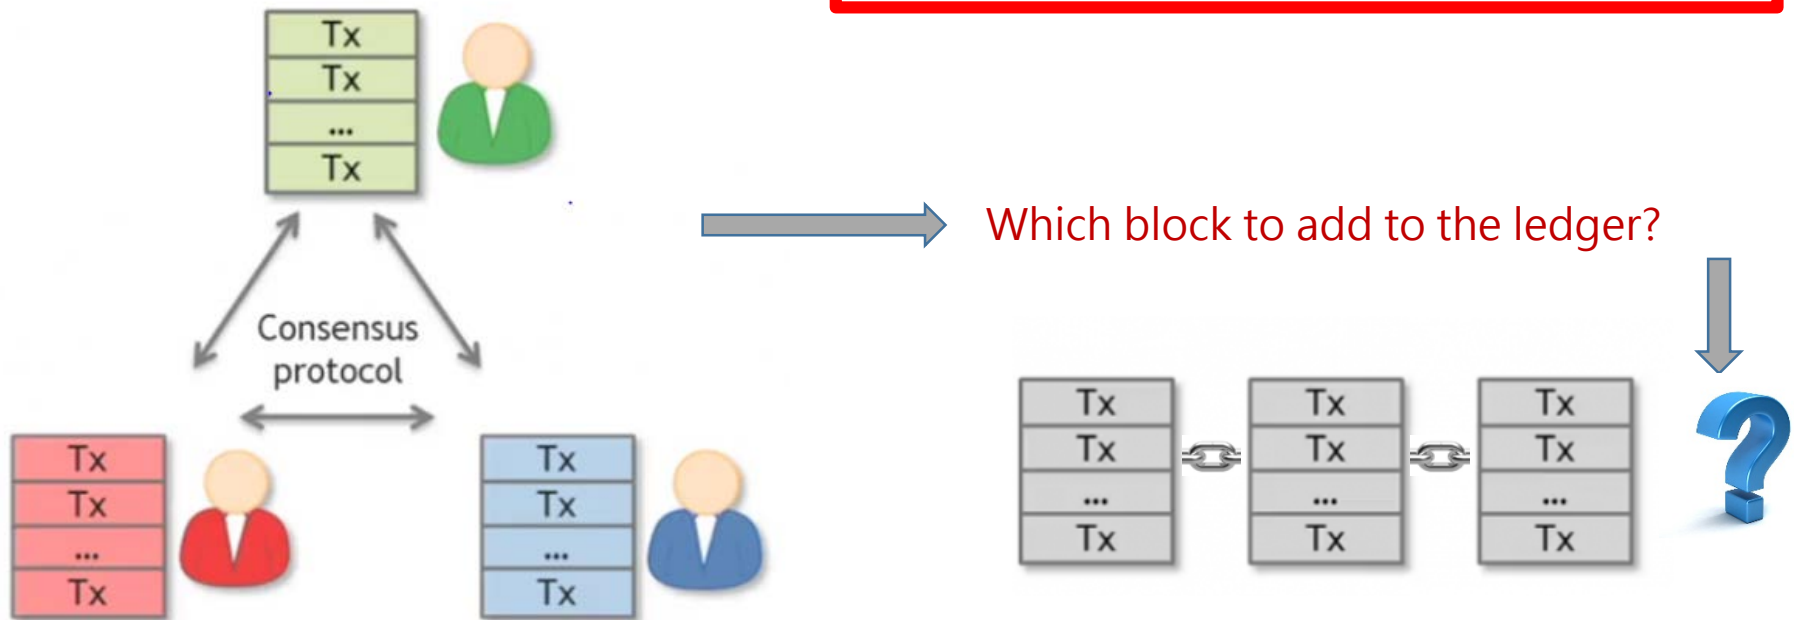 Tx
Tx
...
Tx
Consensus
protocol
Tx
Tx
...
Tx
Tx
Tx
...
Tx
Which block to add to the ledger?
Tx
Tx
...
Tx
Tx
Tx
...
Tx
Tx
Tx
...
Tx